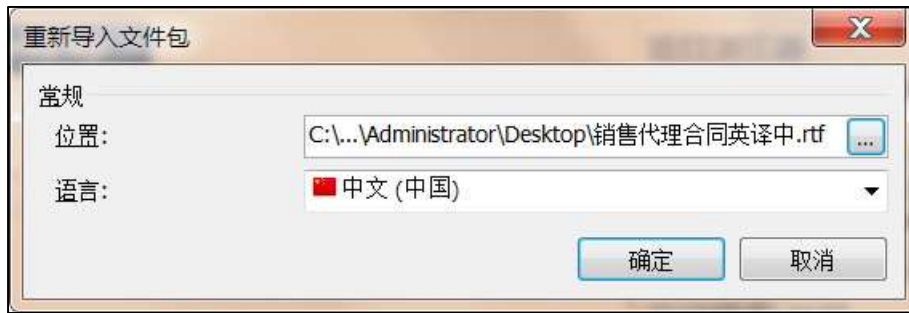 重新导入文件包
常规
位置: C:\...\Administrator\Desktop\销售代理合同英译中.rtf ...
语言: 中文 (中国)
确定 取消